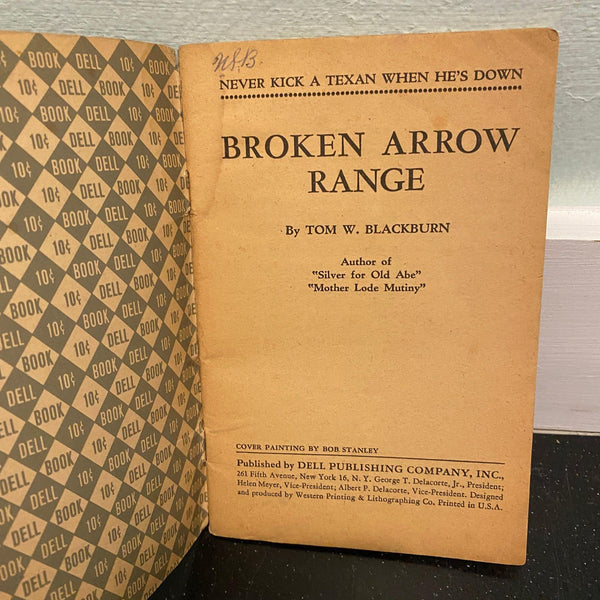 N.S.B.
NEVER KICK A TEXAN WHEN HE'S DOWN
BROKEN ARROW
RANGE
By TOM W. BLACKBURN
Author of
"Silver for Old Abe"
"Mother Lode Mutiny"
COVER PAINTING BY BOB STANLEY
Published by DELL PUBLISHING COMPANY, INC.,
261 Fifth Avenue, New York 16, N. Y. George T. Delacorte, Jr., President;
Helen Meyer, Vice-President; Albert P. Delacorte, Vice-President. Designed
and produced by Western Printing & Lithographing Co. Printed in U.S.A.
DELL
BOOK
10¢